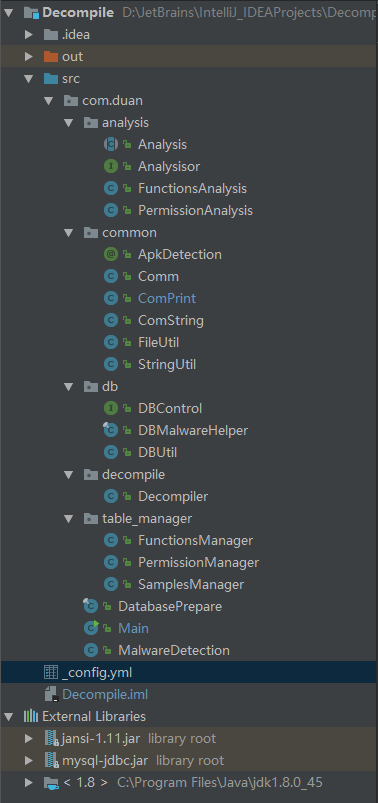 Decompile D:\JetBrains\IntelliJ_IDEAProjects\Decomp
.idea
out
src
com.duan
analysis
Analysis
Analysisor
FunctionsAnalysis
PermissionAnalysis
common
ApkDetection
Comm
ComPrint
ComString
FileUtil
StringUtil
db
DBControl
DBMalwareHelper
DBUtil
decompile
Decompiler
table_manager
FunctionsManager
PermissionManager
SamplesManager
DatabasePrepare
Main
MalwareDetection
_config.yml
Decompile.iml
External Libraries
jansi-1.11.jar library root
mysql-jdbc.jar library root
< 1.8 > C:\Program Files\Java\jdk1.8.0_45